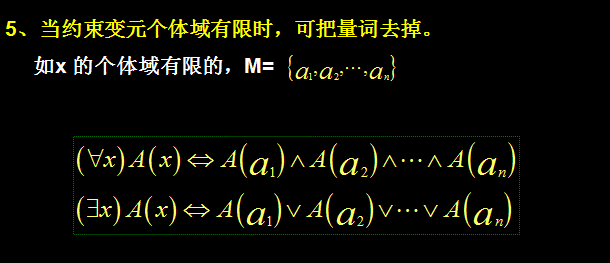 5、当约束变元个体域有限时，可把量词去掉。
如x 的个体域有限的，M= {a₁,a₂,⋯,aₙ}
(∀x)A(x)⇔A(a₁)∧A(a₂)∧⋯∧A(aₙ)
(∃x)A(x)⇔A(a₁)∨A(a₂)∨⋯∨A(aₙ)